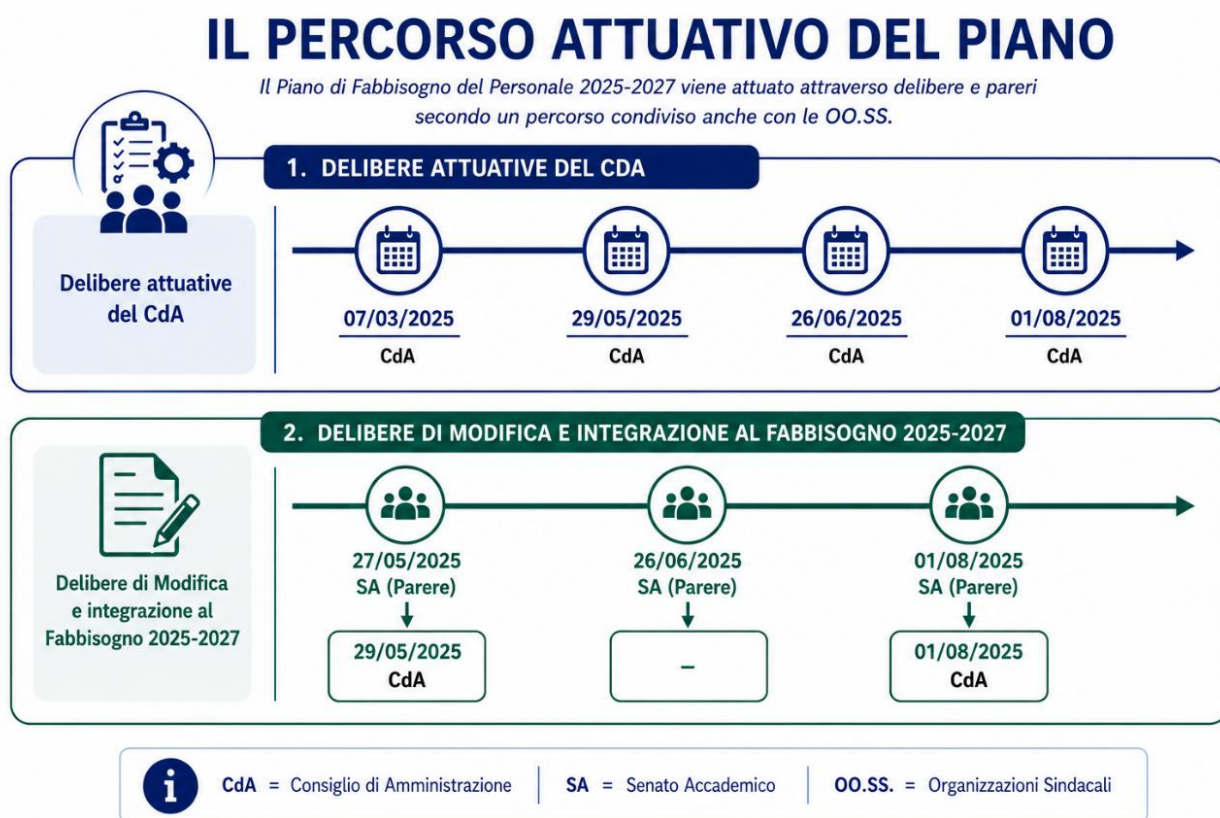 IL PERCORSO ATTUATIVO DEL PIANO
Il Piano di Fabbisogno del Personale 2025-2027 viene attuato attraverso delibere e pareri
secondo un percorso condiviso anche con le OO.SS.
1. DELIBERE ATTUATIVE DEL CDA
Delibere attuative
del CdA
07/03/2025
CdA
29/05/2025
CdA
26/06/2025
CdA
01/08/2025
CdA
2. DELIBERE DI MODIFICA E INTEGRAZIONE AL FABBISOGNO 2025-2027
Delibere di Modifica
e integrazione al
Fabbisogno 2025-2027
27/05/2025
SA (Parere)
29/05/2025
CdA
26/06/2025
SA (Parere)
–
01/08/2025
SA (Parere)
01/08/2025
CdA
CdA = Consiglio di Amministrazione
SA = Senato Accademico
OO.SS. = Organizzazioni Sindacali